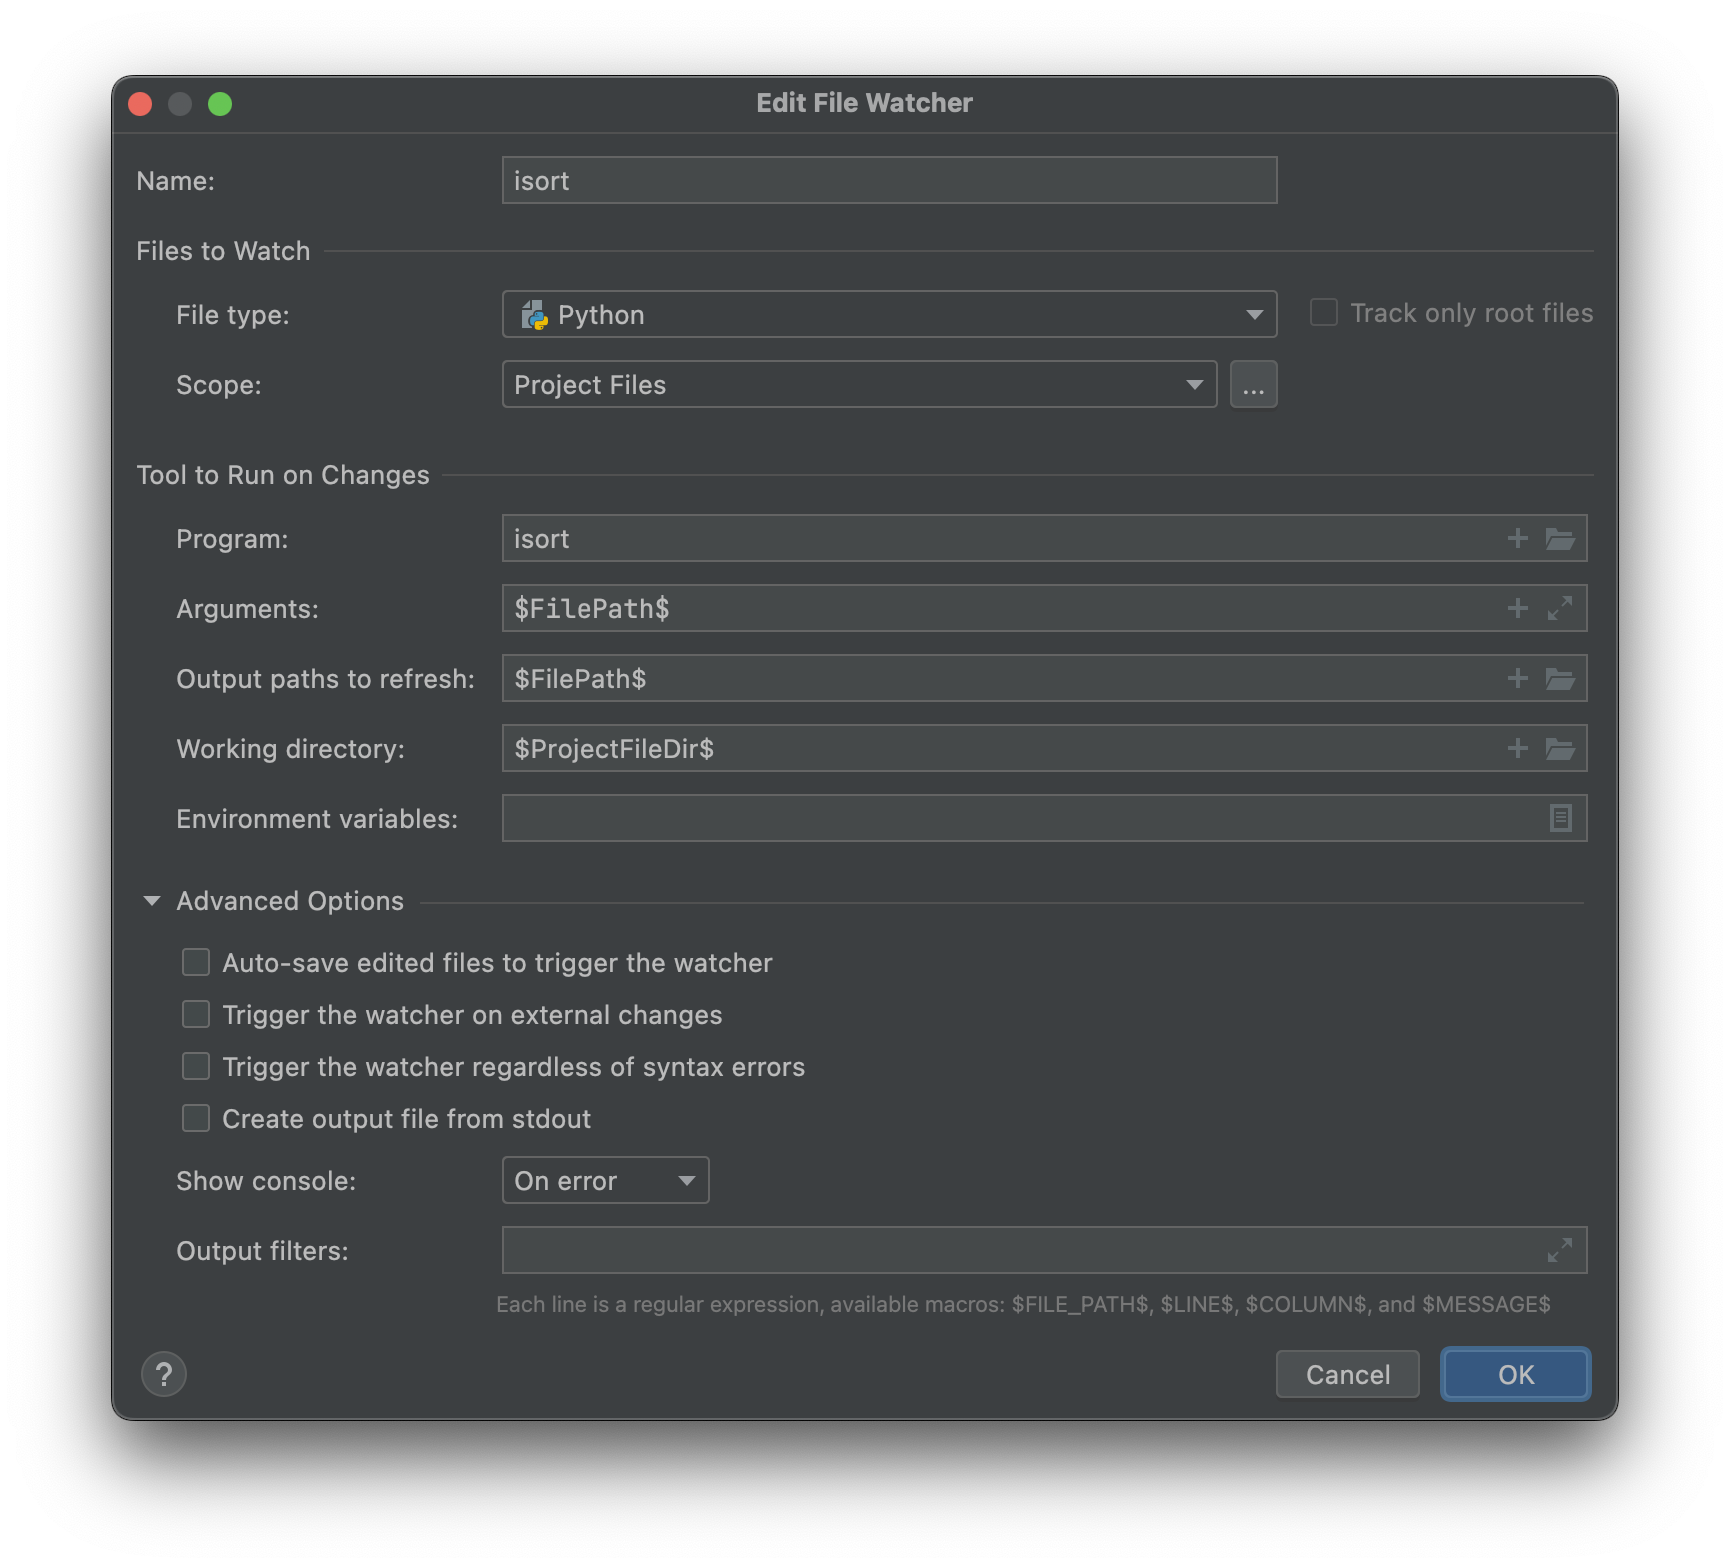 Edit File Watcher
Name: isort
Files to Watch
File type: Python Track only root files
Scope: Project Files ...
Tool to Run on Changes
Program: isort
Arguments: $FilePath$
Output paths to refresh: $FilePath$
Working directory: $ProjectFileDir$
Environment variables:
Advanced Options
Auto-save edited files to trigger the watcher
Trigger the watcher on external changes
Trigger the watcher regardless of syntax errors
Create output file from stdout
Show console: On error
Output filters:
Each line is a regular expression, available macros: $FILE_PATH$, $LINE$, $COLUMN$, and $MESSAGE$
? Cancel OK